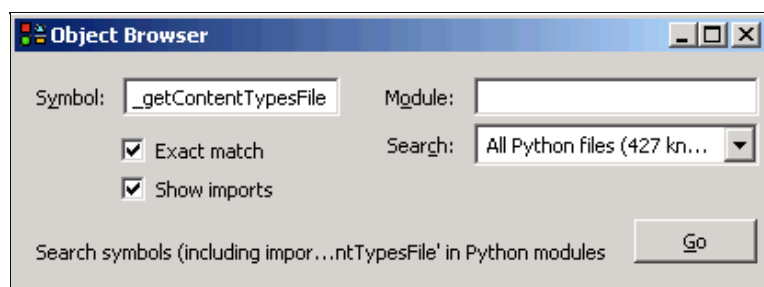 Object Browser
Symbol: _getContentTypesFile Module:
Exact match Search: All Python files (427 kn...
Show imports
Search symbols (including impor...ntTypesFile' in Python modules Go